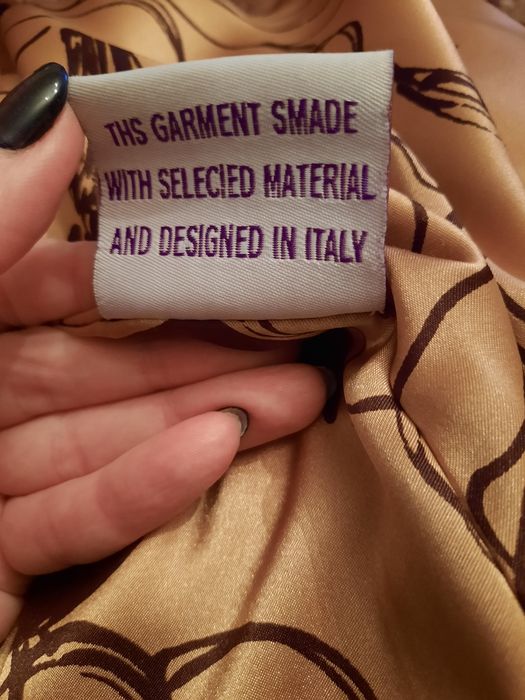 THS GARMENT SMADE
WITH SELECIED MATERIAL
AND DESIGNED IN ITALY